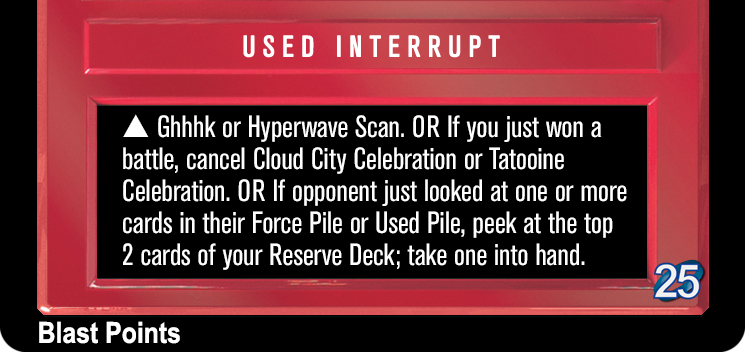 USED INTERRUPT
▲ Ghhhk or Hyperwave Scan. OR If you just won a
battle, cancel Cloud City Celebration or Tatooine
Celebration. OR If opponent just looked at one or more
cards in their Force Pile or Used Pile, peek at the top
2 cards of your Reserve Deck; take one into hand.
25
Blast Points